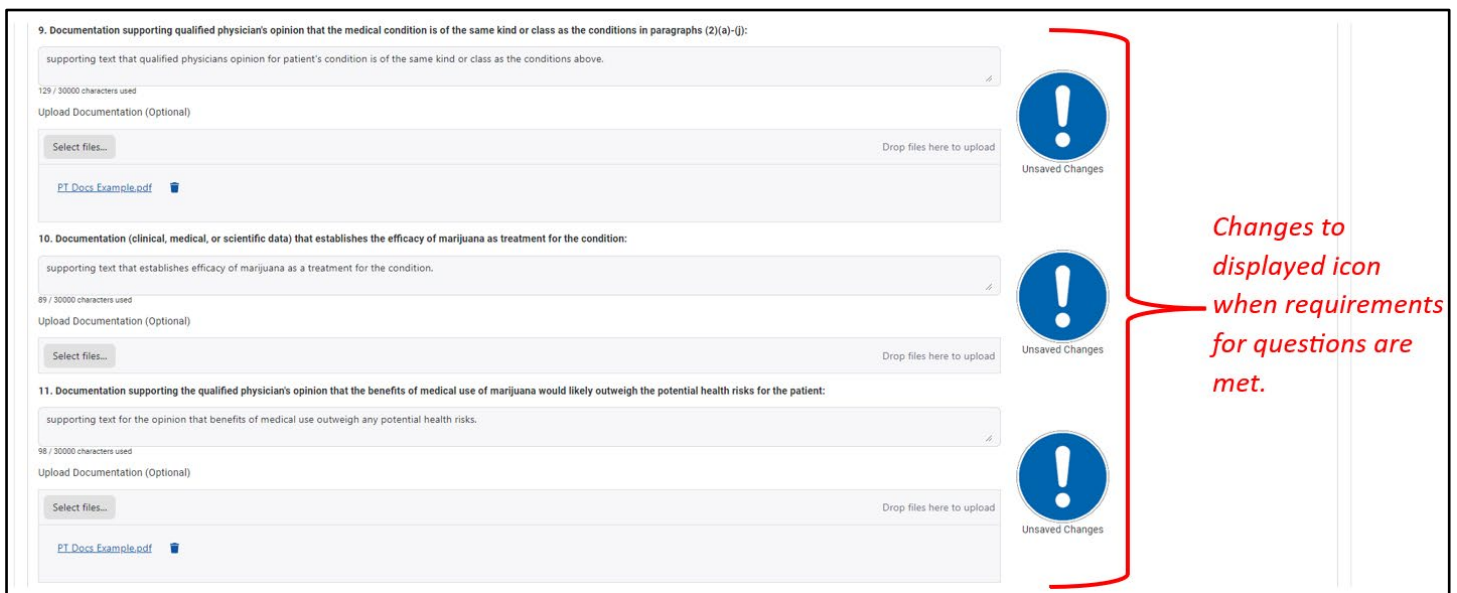 9. Documentation supporting qualified physician's opinion that the medical condition is of the same kind or class as the conditions in paragraphs (2)(a)-(j):
supporting text that qualified physicians opinion for patient's condition is of the same kind or class as the conditions above.
129 / 30000 characters used
Upload Documentation (Optional)
Select files...
Drop files here to upload
Unsaved Changes
PT Docs Example.pdf
10. Documentation (clinical, medical, or scientific data) that establishes the efficacy of marijuana as treatment for the condition:
supporting text that establishes efficacy of marijuana as a treatment for the condition.
89 / 30000 characters used
Upload Documentation (Optional)
Select files...
Drop files here to upload
Unsaved Changes
11. Documentation supporting the qualified physician's opinion that the benefits of medical use of marijuana would likely outweigh the potential health risks for the patient:
supporting text for the opinion that benefits of medical use outweigh any potential health risks.
98 / 30000 characters used
Upload Documentation (Optional)
Select files...
Drop files here to upload
Unsaved Changes
PT Docs Example.pdf
Changes to
displayed icon
when requirements
for questions are
met.